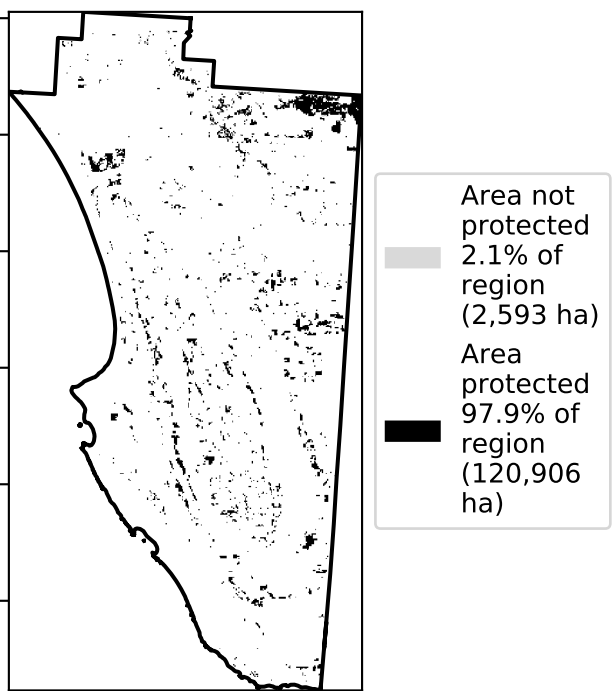 Area not
protected
2.1% of
region
(2,593 ha)
Area
protected
97.9% of
region
(120,906
ha)